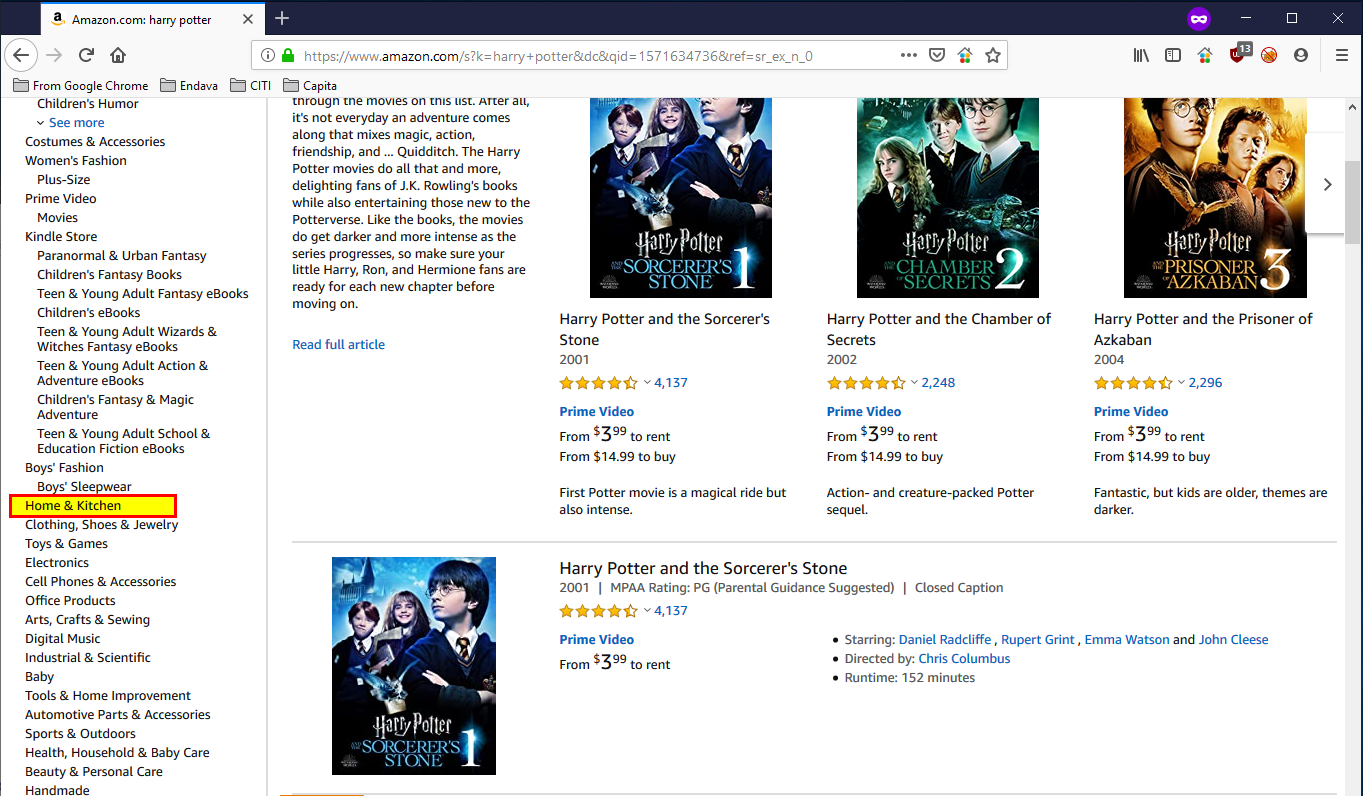 Amazon.com: harry potter
https://www.amazon.com/s?k=harry+potter&dc&qid=1571634736&ref=sr_ex_n_0
13
From Google Chrome
Endava
CITI
Capita
Children's Humor
See more
Costumes & Accessories
Women's Fashion
Plus-Size
Prime Video
Movies
Kindle Store
Paranormal & Urban Fantasy
Children's Fantasy Books
Teen & Young Adult Fantasy eBooks
Children's eBooks
Teen & Young Adult Wizards &
Witches Fantasy eBooks
Teen & Young Adult Action &
Adventure eBooks
Children's Fantasy & Magic
Adventure
Teen & Young Adult School &
Education Fiction eBooks
Boys' Fashion
Boys' Sleepwear
Home & Kitchen
Clothing, Shoes & Jewelry
Toys & Games
Electronics
Cell Phones & Accessories
Office Products
Arts, Crafts & Sewing
Digital Music
Industrial & Scientific
Baby
Tools & Home Improvement
Automotive Parts & Accessories
Sports & Outdoors
Health, Household & Baby Care
Beauty & Personal Care
Handmade
through the movies on this list. After all,
it's not everyday an adventure comes
along that mixes magic, action,
friendship, and ... Quidditch. The Harry
Potter movies do all that and more,
delighting fans of J.K. Rowling's books
while also entertaining those new to the
Potterverse. Like the books, the movies
do get darker and more intense as the
series progresses, so make sure your
little Harry, Ron, and Hermione fans are
ready for each new chapter before
moving on.
Read full article
Harry Potter
AND THE
SORCERER'S
STONE
1
Harry Potter and the Sorcerer's
Stone
2001
4,137
Prime Video
From $3.99 to rent
From $14.99 to buy
First Potter movie is a magical ride but
also intense.
Harry Potter
AND THE
CHAMBER
OF SECRETS
2
Harry Potter and the Chamber of
Secrets
2002
2,248
Prime Video
From $3.99 to rent
From $14.99 to buy
Action- and creature-packed Potter
sequel.
Harry Potter
AND THE
PRISONER
OF AZKABAN
3
Harry Potter and the Prisoner of
Azkaban
2004
2,296
Prime Video
From $3.99 to rent
From $14.99 to buy
Fantastic, but kids are older, themes are
darker.
Harry Potter
AND THE
SORCERER'S
STONE
1
Harry Potter and the Sorcerer's Stone
2001 | MPAA Rating: PG (Parental Guidance Suggested) | Closed Caption
4,137
Prime Video
From $3.99 to rent
Starring: Daniel Radcliffe , Rupert Grint , Emma Watson and John Cleese
Directed by: Chris Columbus
Runtime: 152 minutes